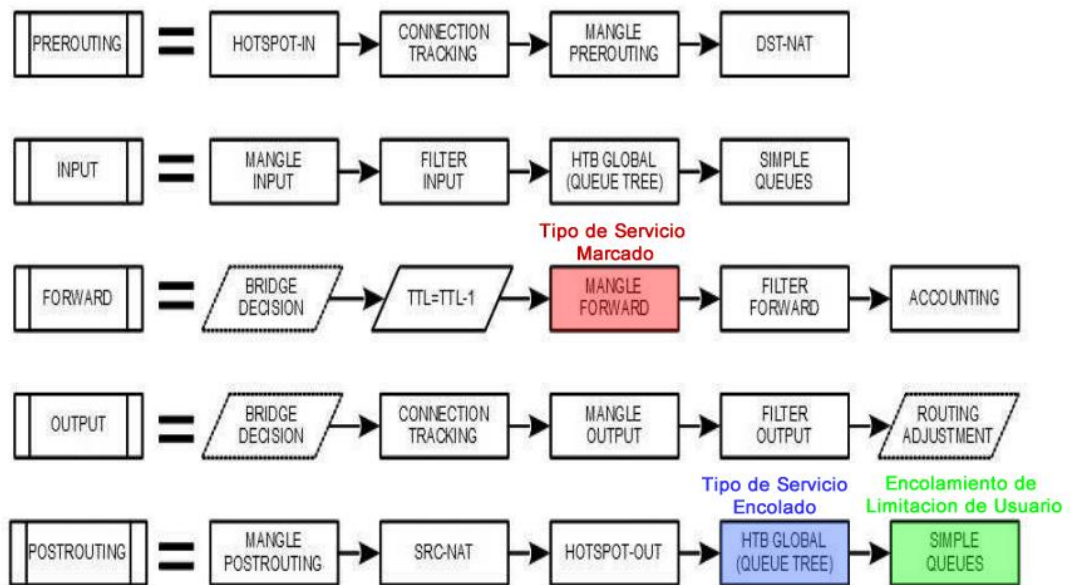 PREROUTING = HOTSPOT-IN CONNECTION TRACKING MANGLE PREROUTING DST-NAT
INPUT = MANGLE INPUT FILTER INPUT HTB GLOBAL (QUEUE TREE) SIMPLE QUEUES
Tipo de Servicio
Marcado
FORWARD = BRIDGE DECISION TTL=TTL-1 MANGLE FORWARD FILTER FORWARD ACCOUNTING
OUTPUT = BRIDGE DECISION CONNECTION TRACKING MANGLE OUTPUT FILTER OUTPUT ROUTING ADJUSTMENT
Tipo de Servicio
Encolado
Encolamiento de
Limitacion de Usuario
POSTROUTING = MANGLE POSTROUTING SRC-NAT HOTSPOT-OUT HTB GLOBAL (QUEUE TREE) SIMPLE QUEUES